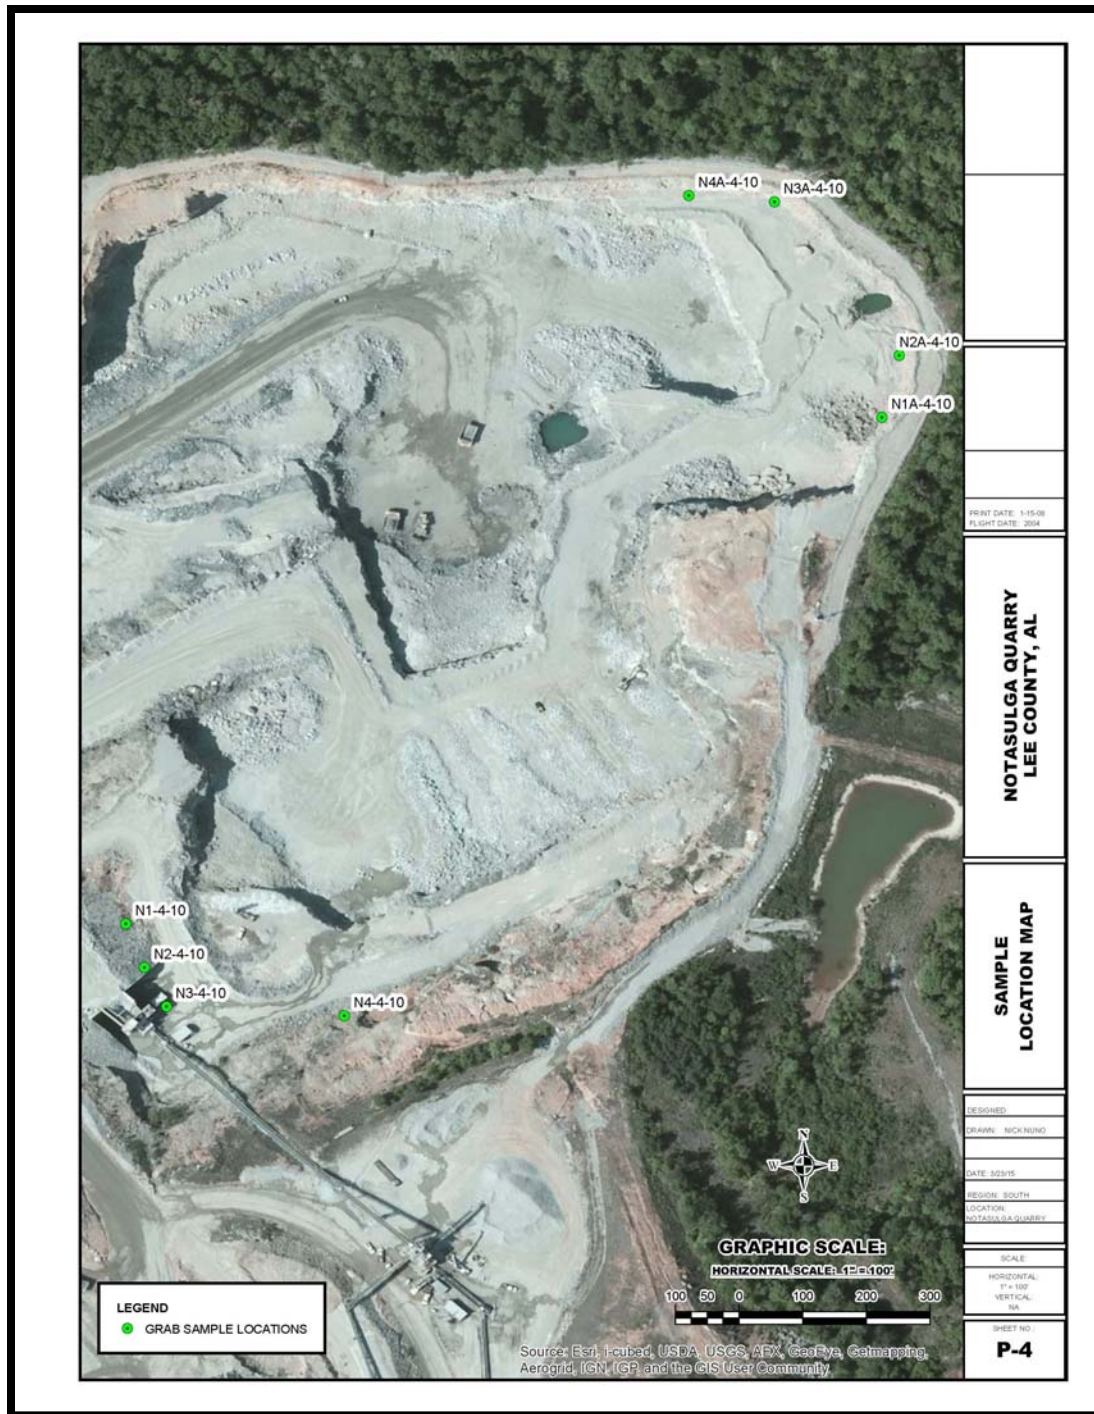 N4A-4-10
N3A-4-10
N2A-4-10
N1A-4-10
N1-4-10
N2-4-10
N3-4-10
N4-4-10
N
W E
S
GRAPHIC SCALE:
HORIZONTAL SCALE: 1" = 100'
100 50 0 100 200 300
LEGEND
GRAB SAMPLE LOCATIONS
Source: Esri, i-cubed, USDA, USGS, AEX, GeoEye, Getmapping,
Aerogrid, IGN, IGP, and the GIS User Community
PRINT DATE: 1-15-08
FLIGHT DATE: 2004
NOTASULGA QUARRY
LEE COUNTY, AL
SAMPLE
LOCATION MAP
DESIGNED
DRAWN: NICK NUNO
DATE: 3/23/15
REGION: SOUTH
LOCATION:
NOTASULGA QUARRY
SCALE:
HORIZONTAL:
1" = 100'
VERTICAL:
NA
SHEET NO.:
P-4